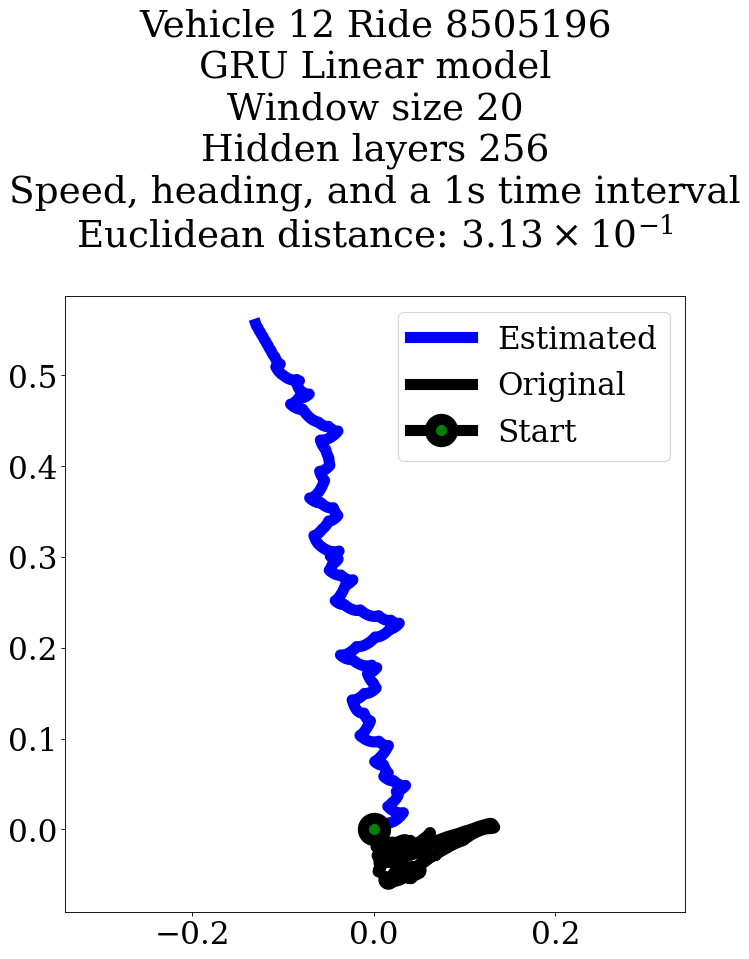 Vehicle 12 Ride 8505196
GRU Linear model
Window size 20
Hidden layers 256
Speed, heading, and a 1s time interval
Euclidean distance: 3.13 × 10⁻¹
Estimated
Original
Start
0.5
0.4
0.3
0.2
0.1
0.0
−0.2 0.0 0.2